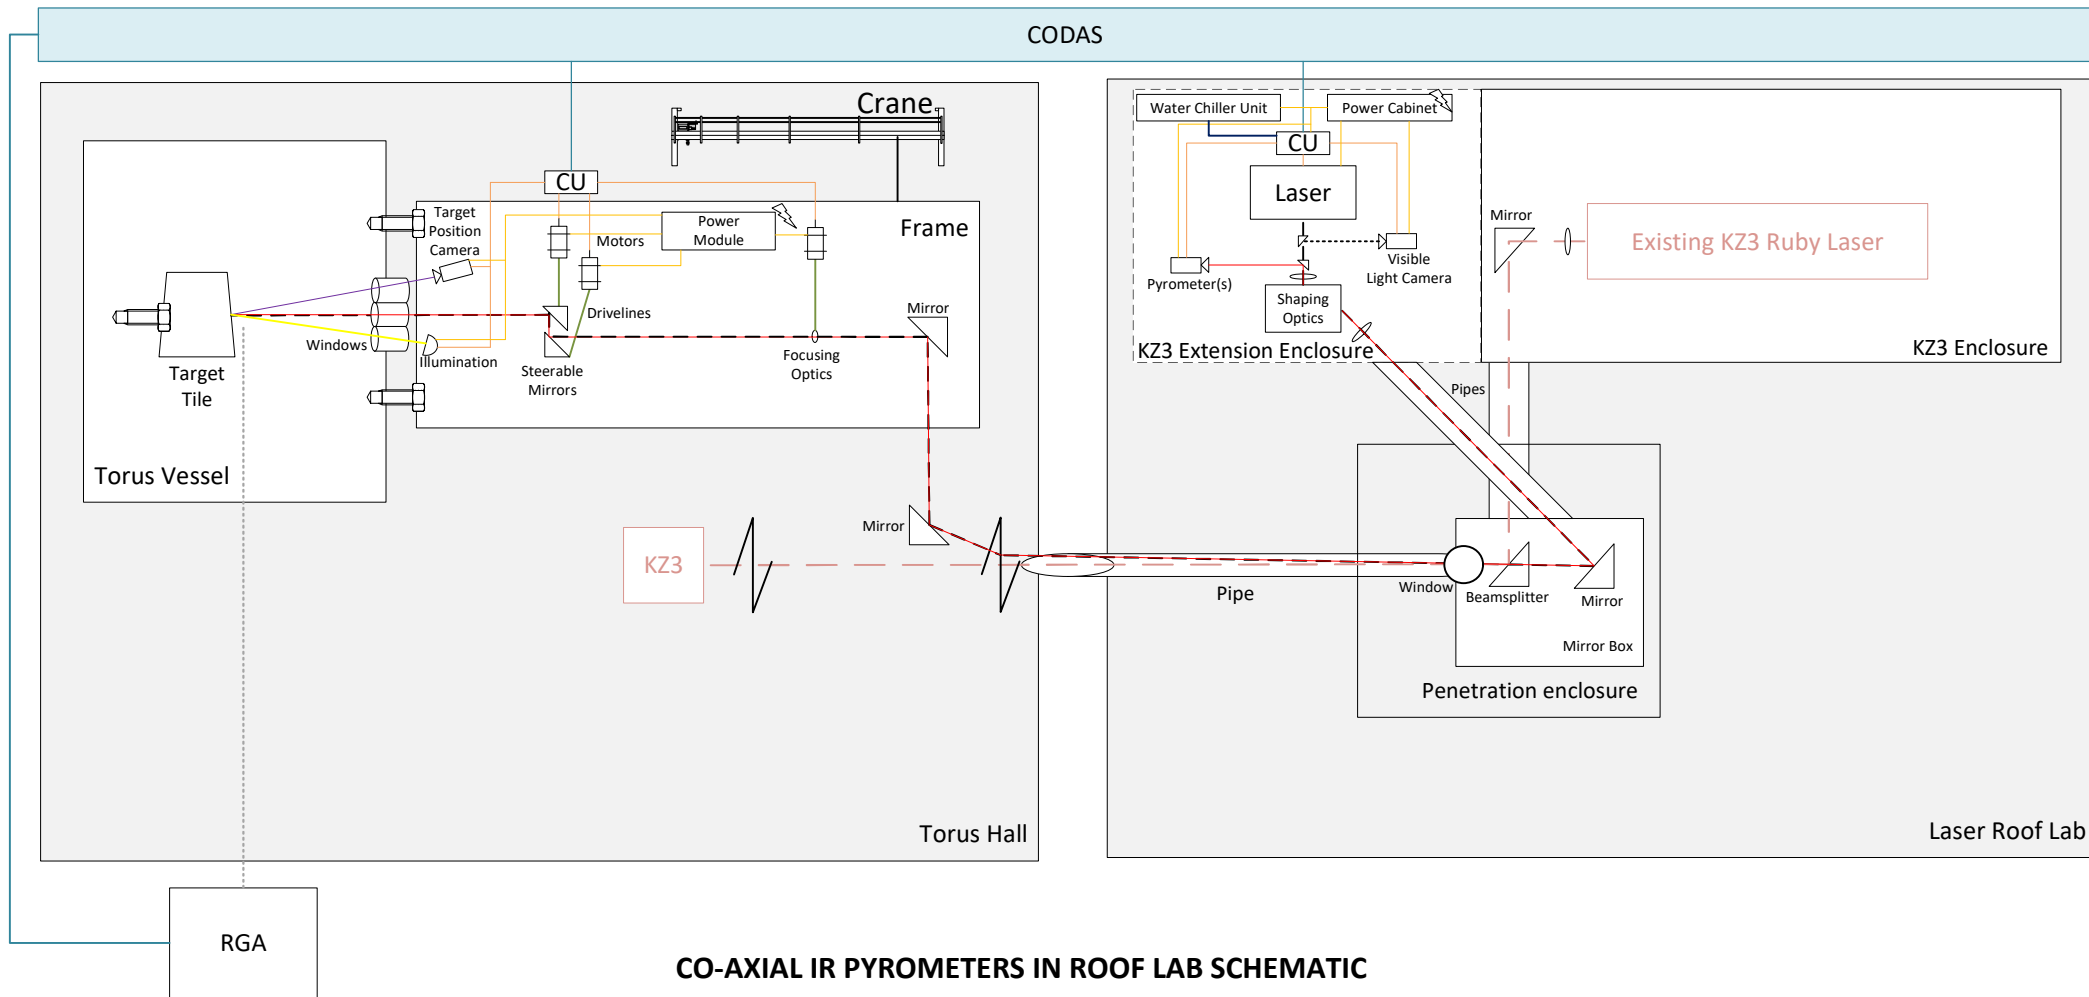 CODAS
Crane
Water Chiller Unit
Power Cabinet
CU
Laser
CU
Target
Position
Camera
Motors
Power
Module
Frame
Mirror
Existing KZ3 Ruby Laser
Visible
Light Camera
Pyrometer(s)
Shaping
Optics
Drivelines
Mirror
Windows
Illumination
Steerable
Mirrors
Focusing
Optics
KZ3 Extension Enclosure
KZ3 Enclosure
Target
Tile
Pipes
Torus Vessel
Mirror
KZ3
Pipe
Window
Beamsplitter
Mirror
Mirror Box
Penetration enclosure
Torus Hall
Laser Roof Lab
RGA
CO-AXIAL IR PYROMETERS IN ROOF LAB SCHEMATIC